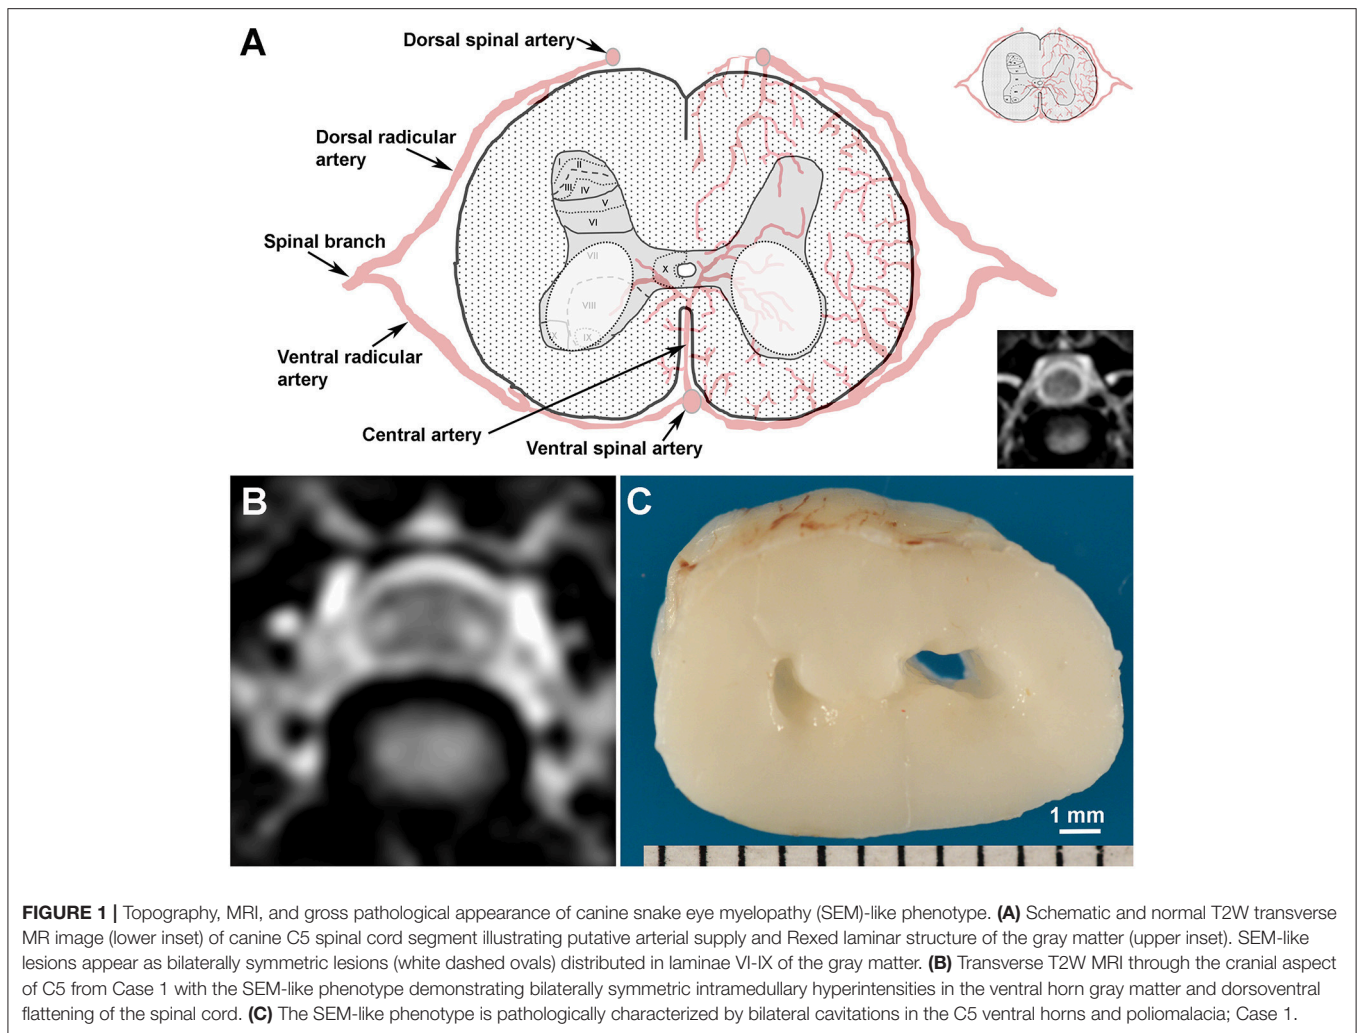 A
Dorsal spinal artery
Dorsal radicular
artery
Spinal branch
Ventral radicular
artery
Central artery
Ventral spinal artery
I
II
III
IV
V
VI
VII
VIII
IX
X
X
B
C
1 mm
FIGURE 1 | Topography, MRI, and gross pathological appearance of canine snake eye myelopathy (SEM)-like phenotype. (A) Schematic and normal T2W transverse
MR image (lower inset) of canine C5 spinal cord segment illustrating putative arterial supply and Rexed laminar structure of the gray matter (upper inset). SEM-like
lesions appear as bilaterally symmetric lesions (white dashed ovals) distributed in laminae VI-IX of the gray matter. (B) Transverse T2W MRI through the cranial aspect
of C5 from Case 1 with the SEM-like phenotype demonstrating bilaterally symmetric intramedullary hyperintensities in the ventral horn gray matter and dorsoventral
flattening of the spinal cord. (C) The SEM-like phenotype is pathologically characterized by bilateral cavitations in the C5 ventral horns and poliomalacia; Case 1.